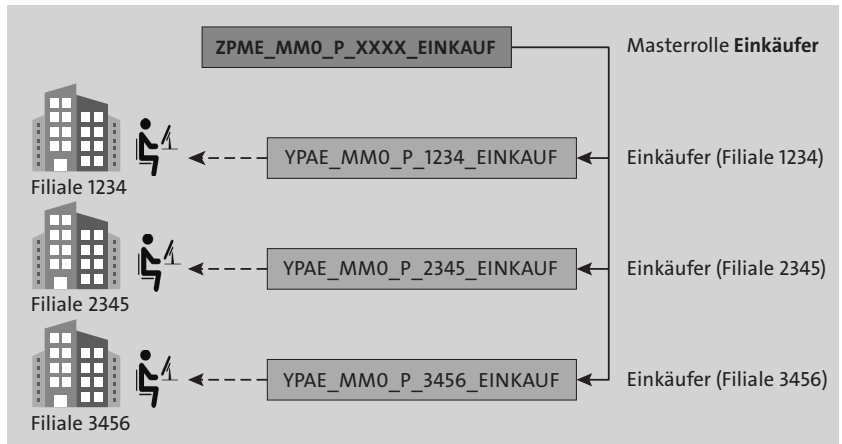 ZPME_MM0_P_XXXX_EINKAUF
Masterrolle Einkäufer
YPAE_MM0_P_1234_EINKAUF
Einkäufer (Filiale 1234)
Filiale 1234
YPAE_MM0_P_2345_EINKAUF
Einkäufer (Filiale 2345)
Filiale 2345
YPAE_MM0_P_3456_EINKAUF
Einkäufer (Filiale 3456)
Filiale 3456